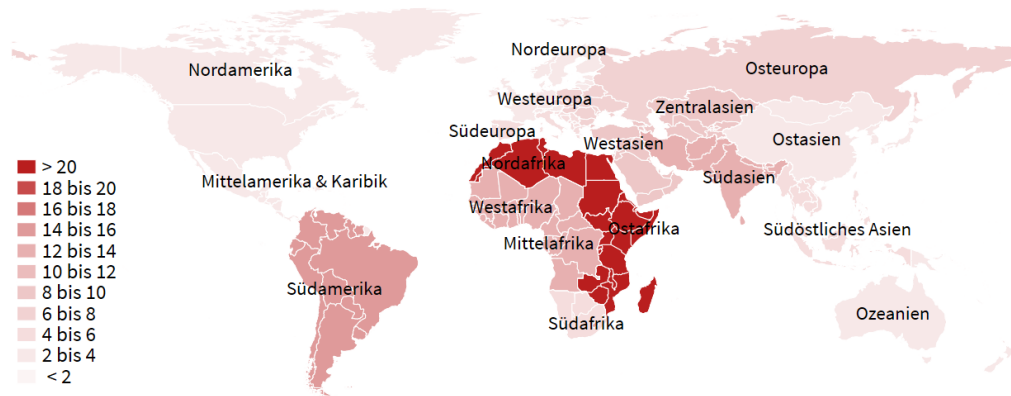 Nordeuropa
Nordamerika
Osteuropa
Westeuropa
Zentralasien
Südeuropa
Westasien
Ostasien
Nordafrika
Mittelamerika & Karibik
Südasien
Westafrika
Ostafrika
Südöstliches Asien
Mittelafrika
Südamerika
Ozeanien
Südafrika
> 20
18 bis 20
16 bis 18
14 bis 16
12 bis 14
10 bis 12
8 bis 10
6 bis 8
4 bis 6
2 bis 4
< 2